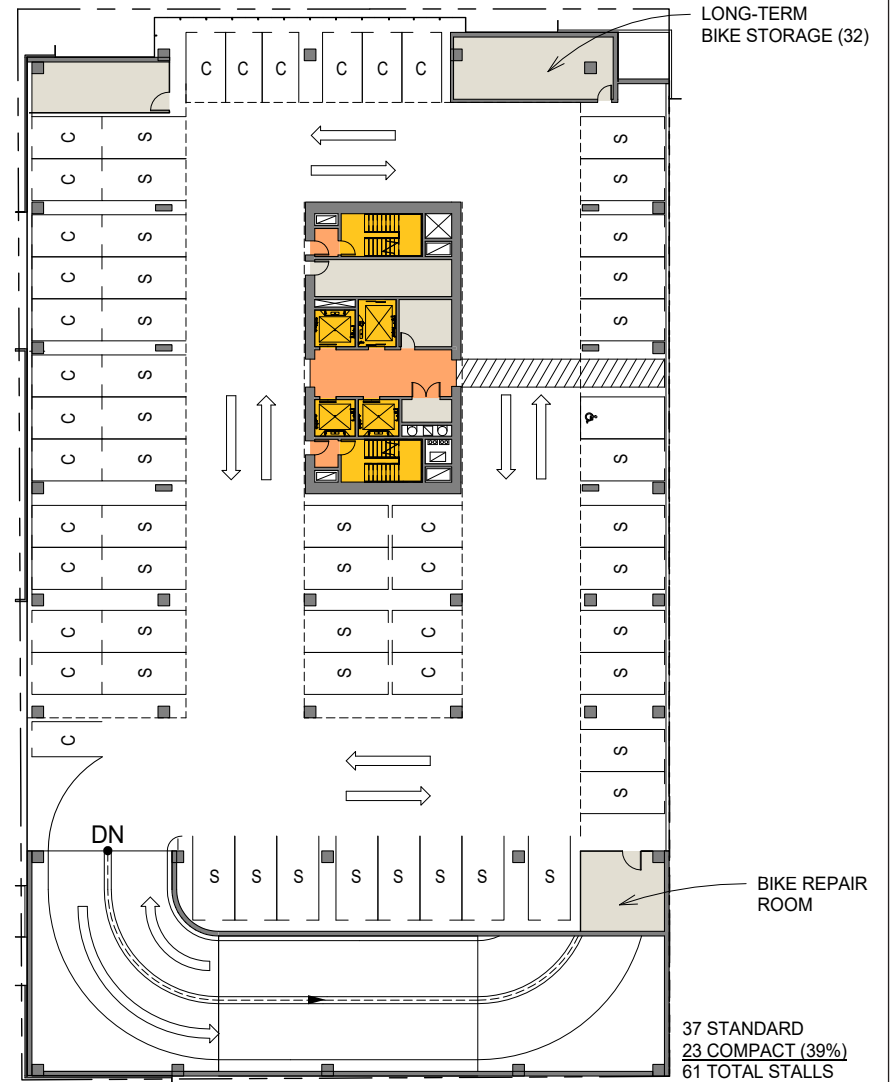 LONG-TERM
BIKE STORAGE (32)
C C C C C C
C S S
C S S
C S S
C S S
C S S
C S
C S
C S S
C S S C S
C S S C S
C S S C S
C S S C S
C S
S
DN
S S S S S S S S
BIKE REPAIR
ROOM
37 STANDARD
23 COMPACT (39%)
61 TOTAL STALLS